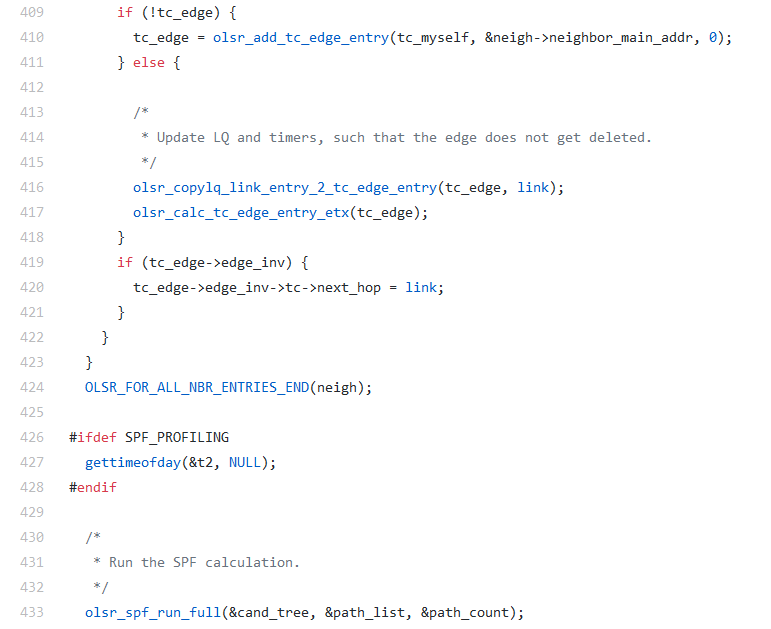 409 if (!tc_edge) {
410 tc_edge = olsr_add_tc_edge_entry(tc_myself, &neigh->neighbor_main_addr, 0);
411 } else {
412
413 /*
414 * Update LQ and timers, such that the edge does not get deleted.
415 */
416 olsr_copylq_link_entry_2_tc_edge_entry(tc_edge, link);
417 olsr_calc_tc_edge_entry_etx(tc_edge);
418 }
419 if (tc_edge->edge_inv) {
420 tc_edge->edge_inv->tc->next_hop = link;
421 }
422 }
423 }
424 OLSR_FOR_ALL_NBR_ENTRIES_END(neigh);
425
426 #ifdef SPF_PROFILING
427 gettimeofday(&t2, NULL);
428 #endif
429
430 /*
431 * Run the SPF calculation.
432 */
433 olsr_spf_run_full(&cand_tree, &path_list, &path_count);